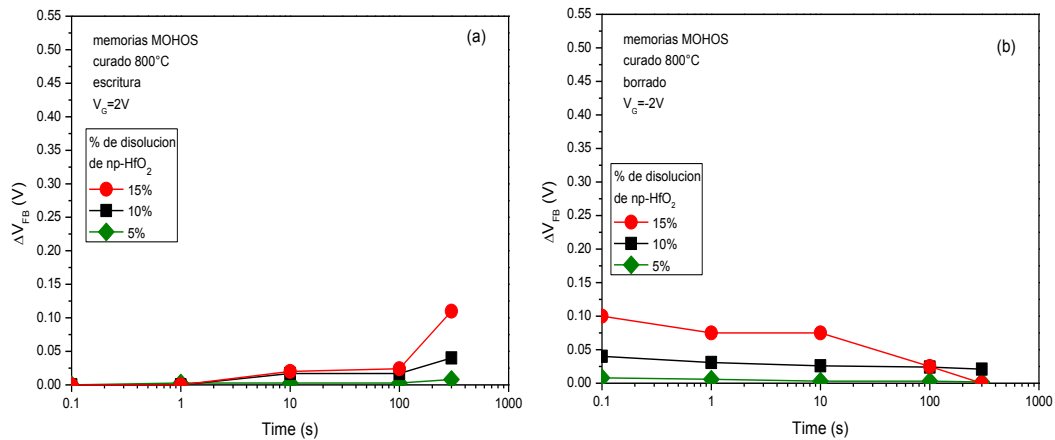 (a)
memorias MOHOS
curado 800°C
escritura
V_G=2V
% de disolucion
de np-HfO₂
15%
10%
5%
ΔV_FB (V)
0.55
0.50
0.45
0.40
0.35
0.30
0.25
0.20
0.15
0.10
0.05
0.00
0.1 1 10 100 1000
Time (s)
(b)
memorias MOHOS
curado 800°C
borrado
V_G=-2V
% de disolucion
de np-HfO₂
15%
10%
5%
ΔV_FB (V)
0.55
0.50
0.45
0.40
0.35
0.30
0.25
0.20
0.15
0.10
0.05
0.00
0.1 1 10 100 1000
Time (s)